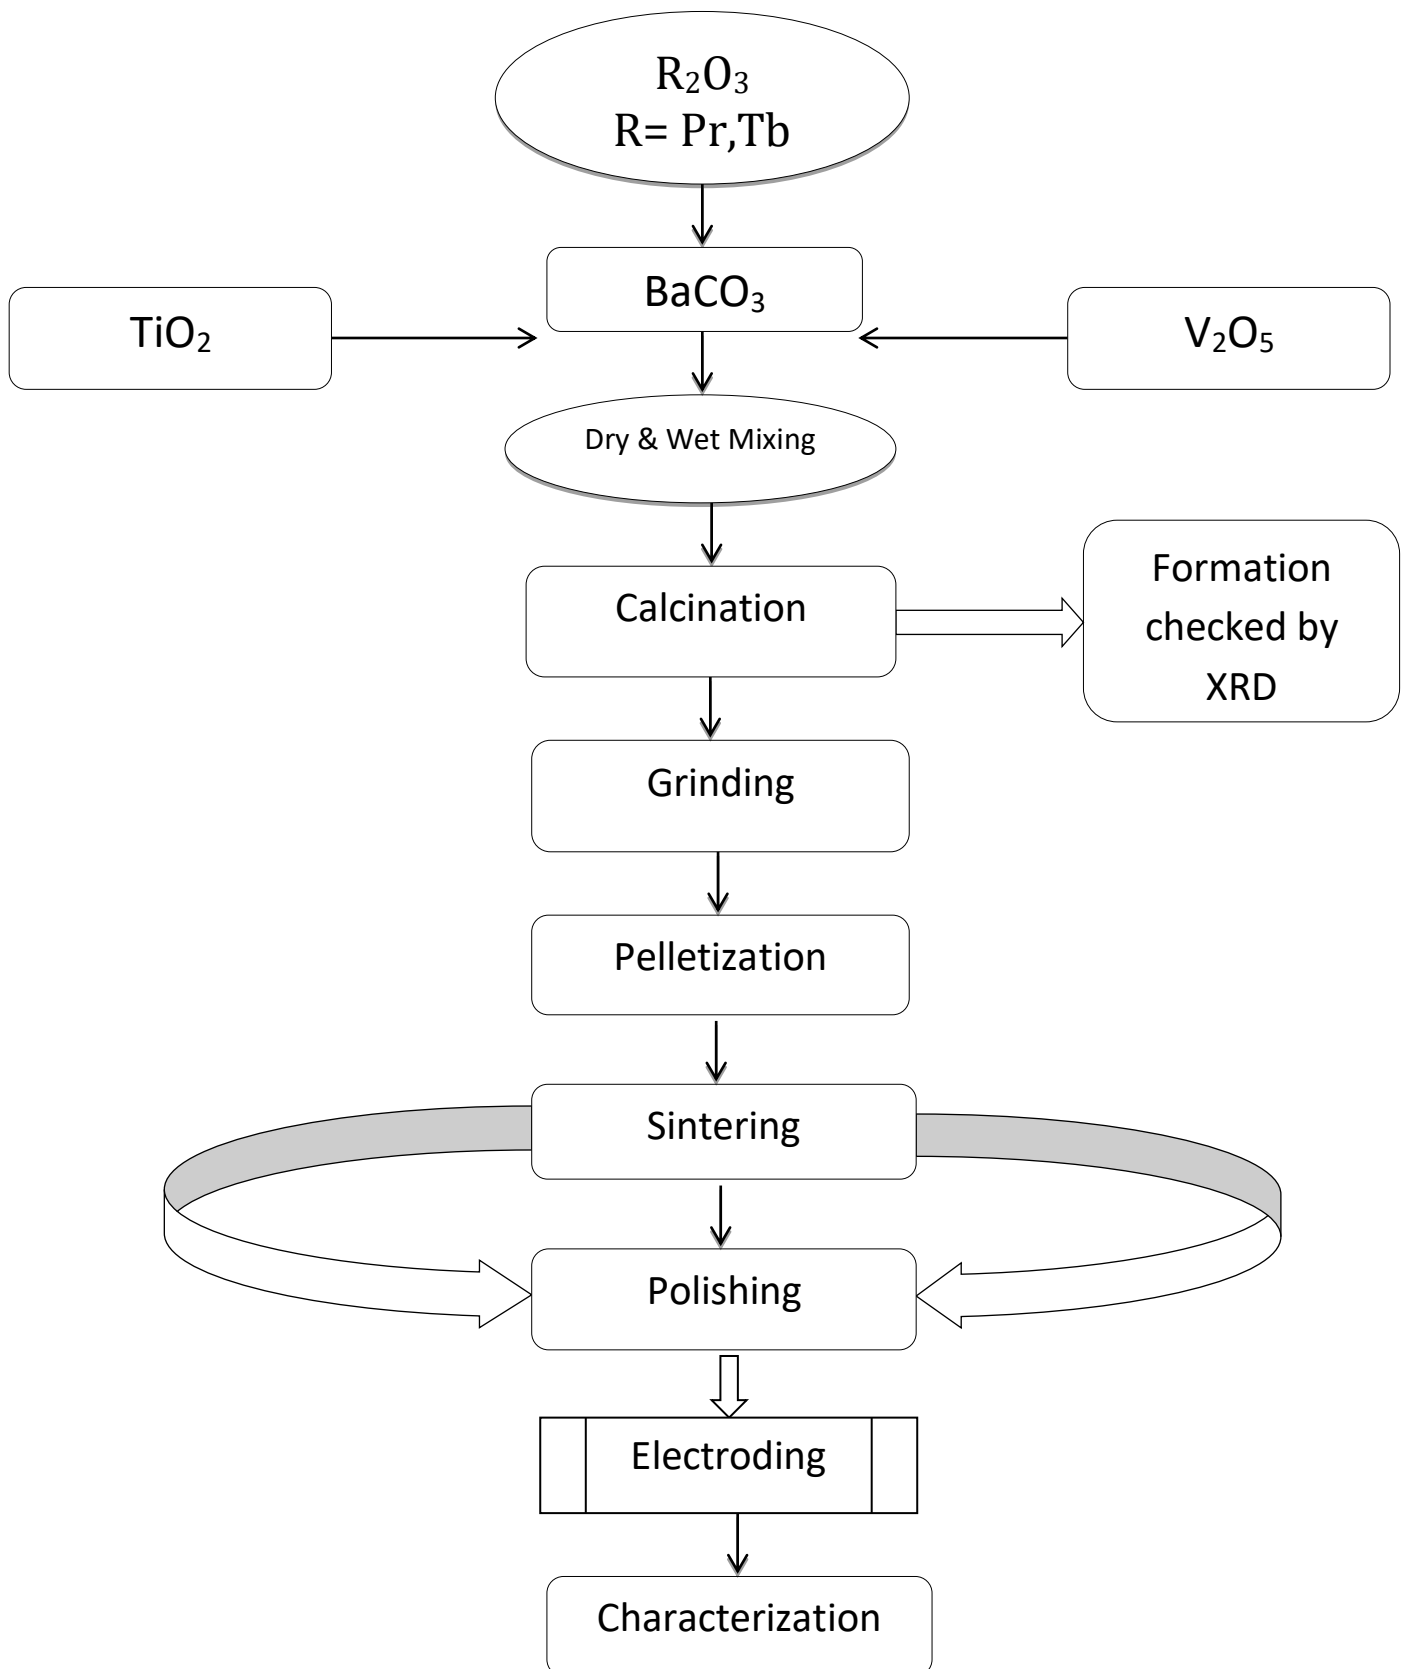 R₂O₃
R= Pr,Tb
BaCO₃
TiO₂
V₂O₅
Dry & Wet Mixing
Calcination
Formation
checked by
XRD
Grinding
Pelletization
Sintering
Polishing
Electroding
Characterization